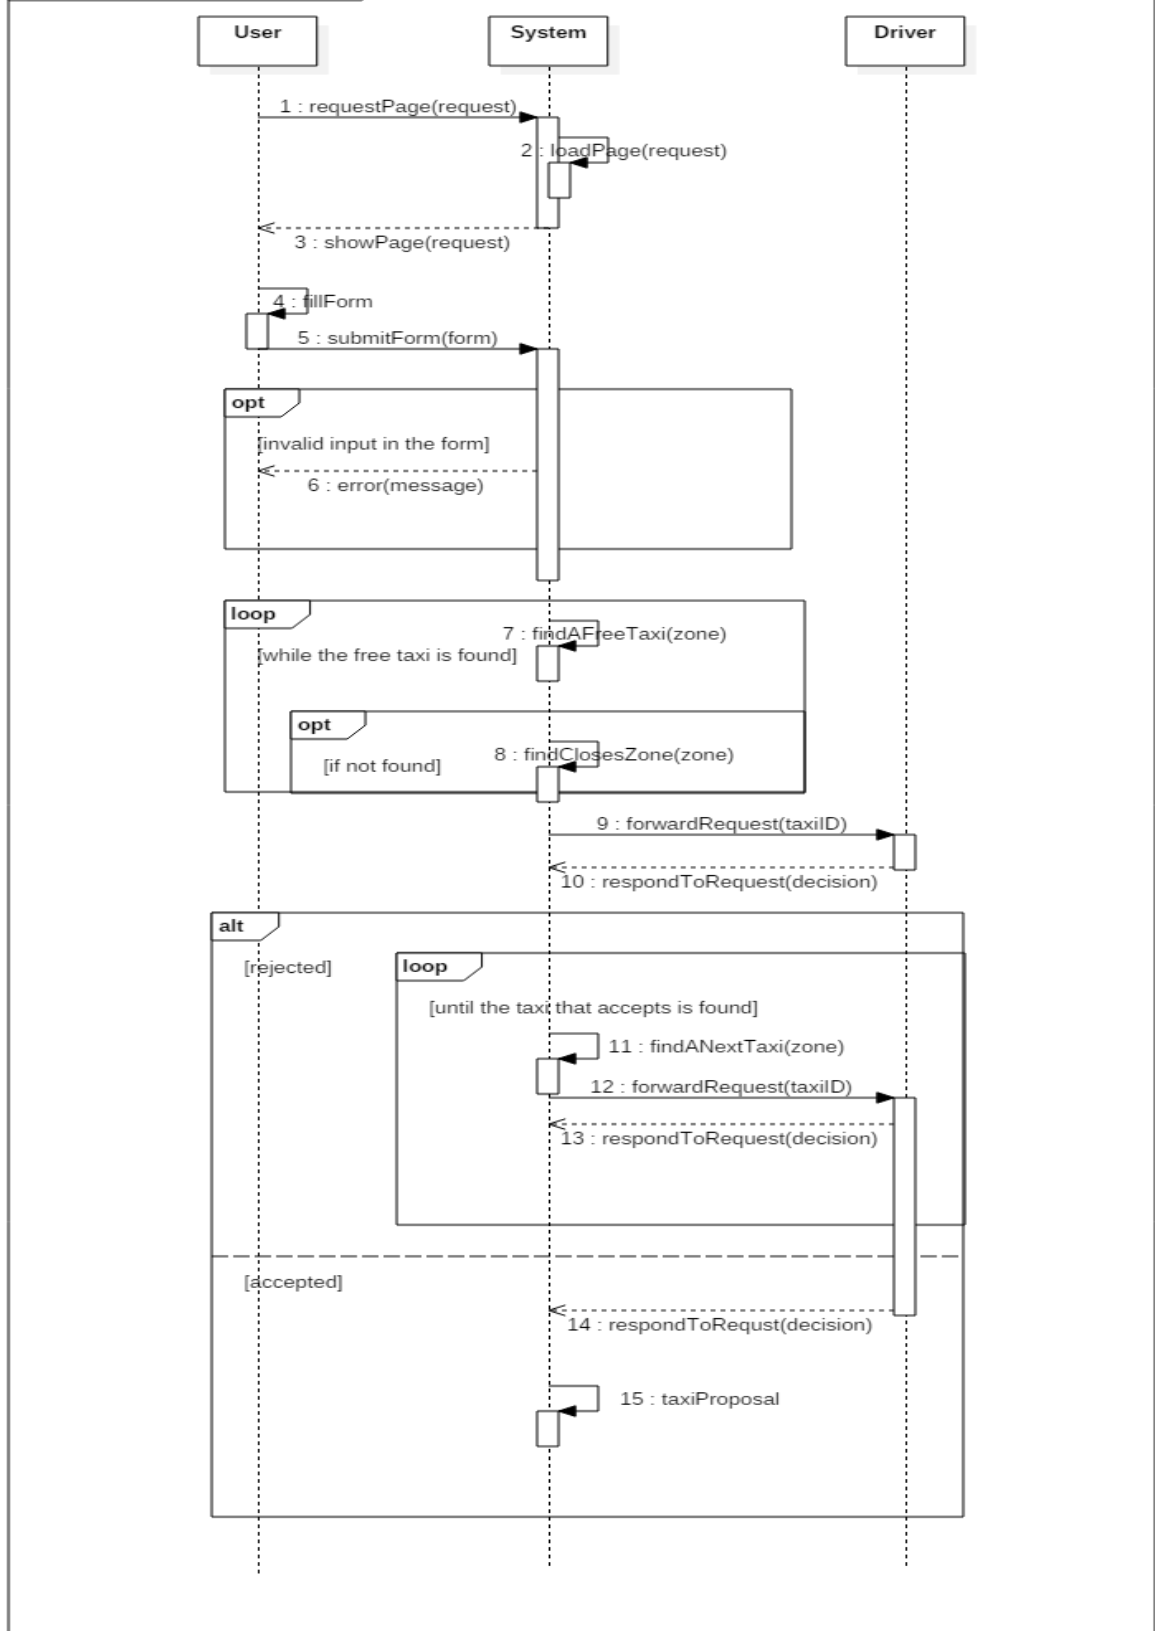 User
System
Driver
1 : requestPage(request)
2 : loadPage(request)
3 : showPage(request)
4 : fillForm
5 : submitForm(form)
opt
[invalid input in the form]
6 : error(message)
loop
7 : findAFreeTaxi(zone)
[while the free taxi is found]
opt
8 : findClosesZone(zone)
[if not found]
9 : forwardRequest(taxiID)
10 : respondToRequest(decision)
alt
[rejected]
loop
[until the taxi that accepts is found]
11 : findANextTaxi(zone)
12 : forwardRequest(taxiID)
13 : respondToRequest(decision)
[accepted]
14 : respondToRequst(decision)
15 : taxiProposal